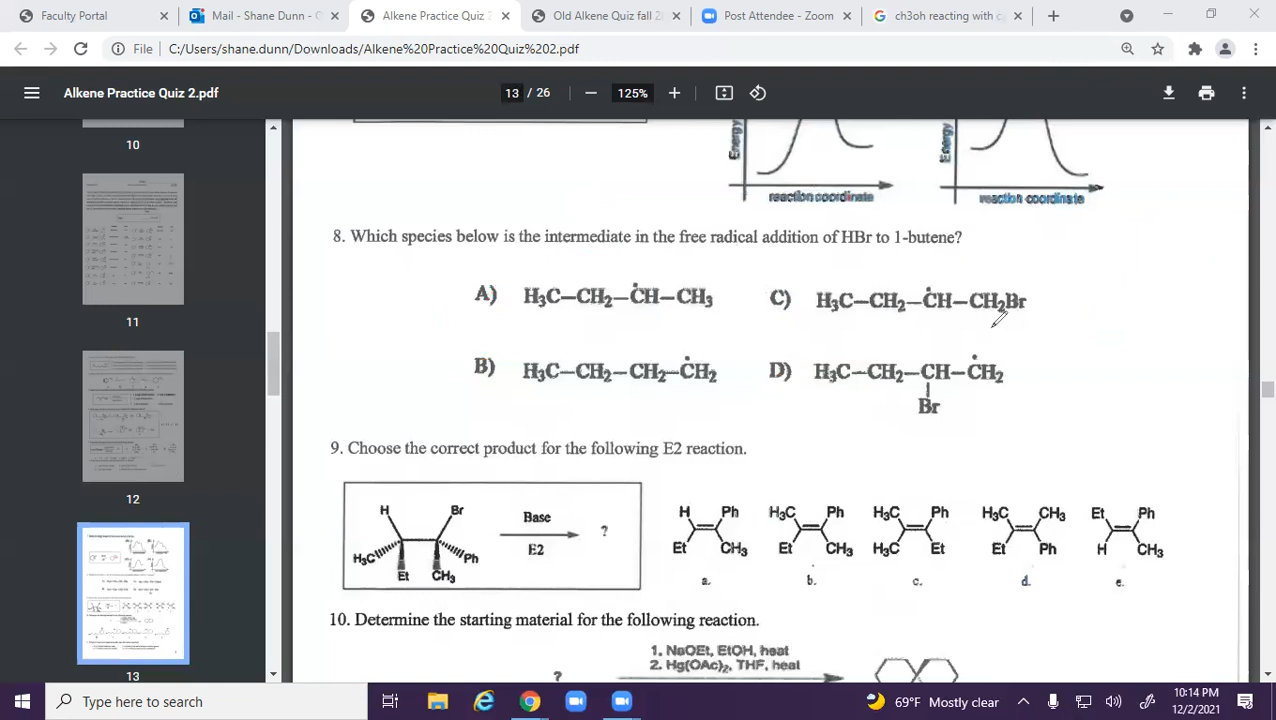 Faculty Portal
Mail - Shane Dunn - C
Alkene Practice Quiz 2
Old Alkene Quiz fall 2
Post Attendee - Zoom
ch3oh reacting with c
File C:/Users/shane.dunn/Downloads/Alkene%20Practice%20Quiz%202.pdf
Alkene Practice Quiz 2.pdf
13 / 26
125%
10
11
12
13
Energy
Energy
reaction coordinate
reaction coordinate
8. Which species below is the intermediate in the free radical addition of HBr to 1-butene?
A) H₃C–CH₂–ĊH–CH₃
C) H₃C–CH₂–ĊH–CH₂Br
B) H₃C–CH₂–CH₂–ĊH₂
D) H₃C–CH₂–CH–ĊH₂
Br
9. Choose the correct product for the following E2 reaction.
H Br
H₃C Ph
Et CH₃
Base
E2
?
H Ph
Et CH₃
a.
H₃C Ph
Et CH₃
b.
H₃C Ph
H₃C Et
c.
H₃C CH₃
Et Ph
d.
Et Ph
H CH₃
e.
10. Determine the starting material for the following reaction.
1. NaOEt, EtOH, heat
2. Hg(OAc)₂, THF, heat
?
Type here to search
69°F Mostly clear
10:14 PM
12/2/2021